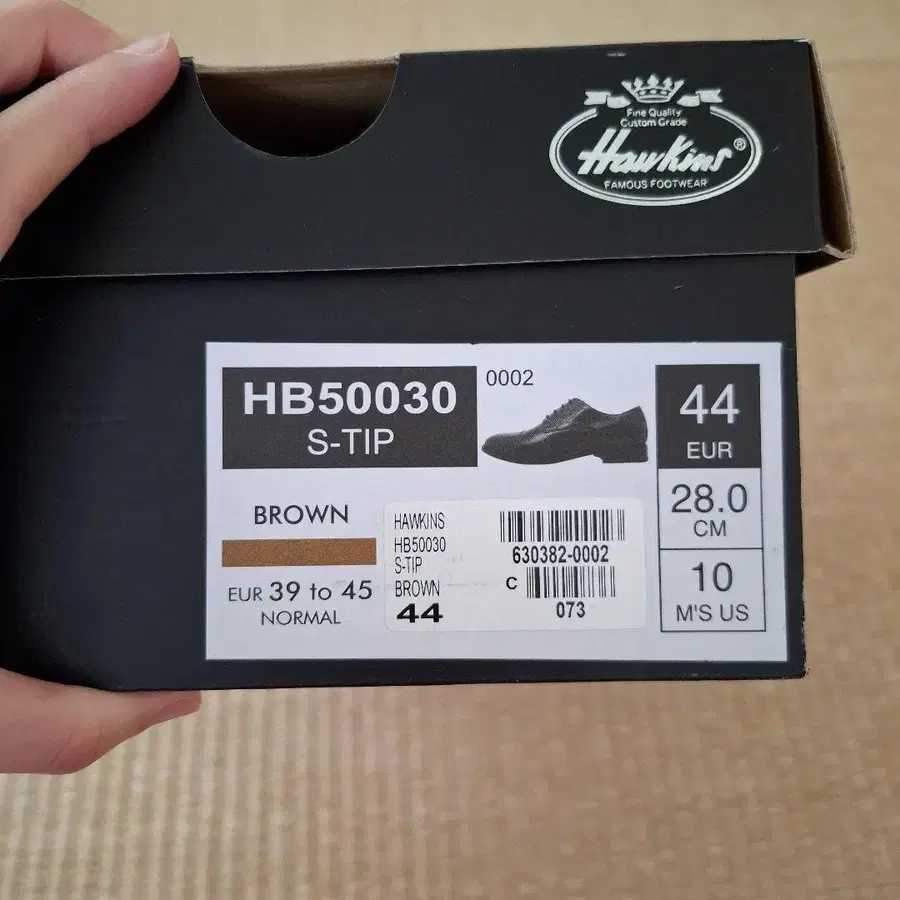 Fine Quality
Custom Grade
Hawkins®
FAMOUS FOOTWEAR
HB50030
S-TIP
0002
44
EUR
28.0
CM
10
M'S US
BROWN
EUR 39 to 45
NORMAL
HAWKINS
HB50030
S-TIP
BROWN
44
630382-0002
C
073